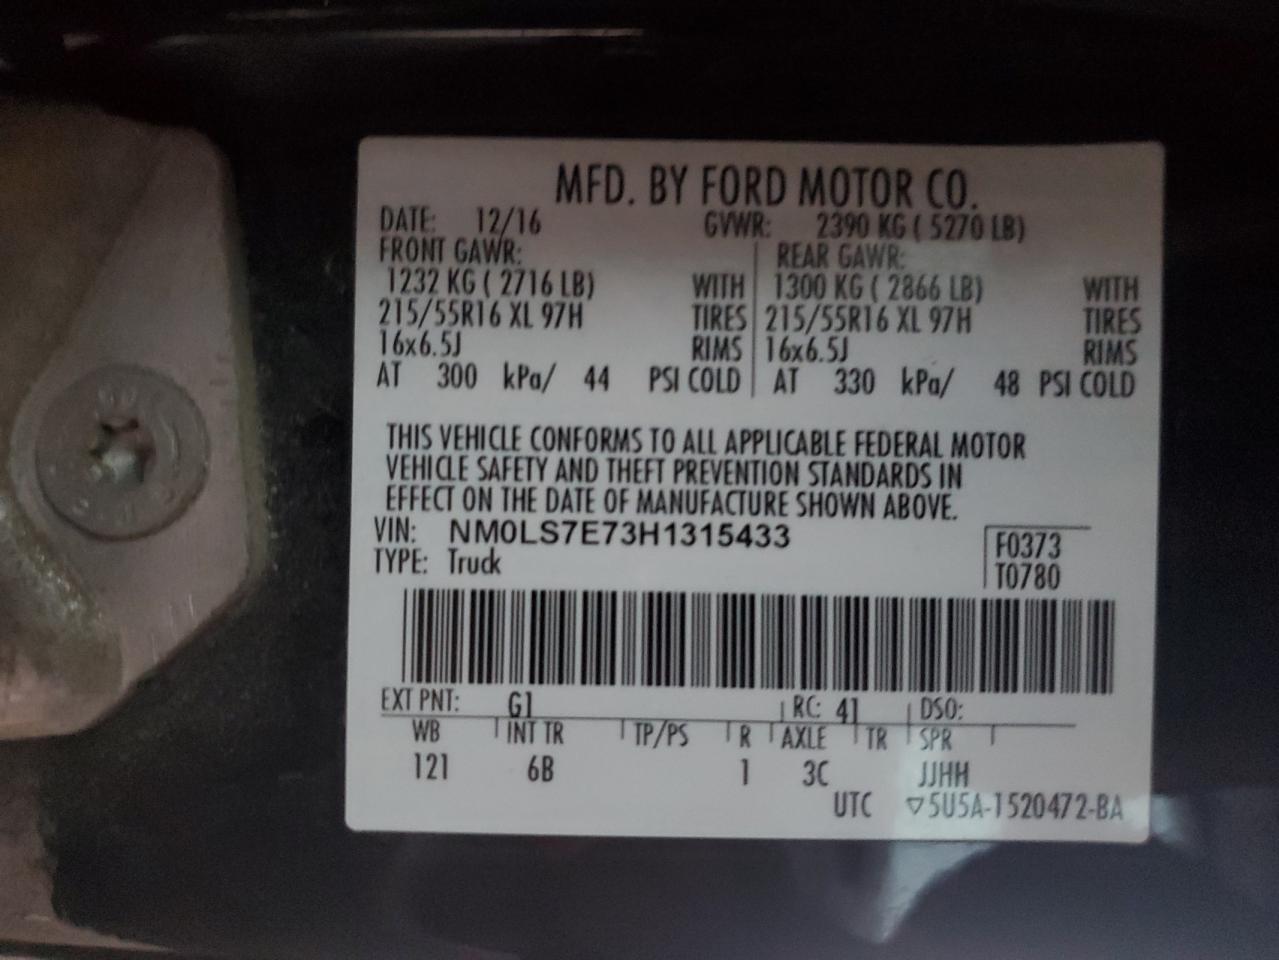 MFD. BY FORD MOTOR CO.
DATE: 12/16 GVWR: 2390 KG ( 5270 LB)
FRONT GAWR: REAR GAWR:
1232 KG ( 2716 LB) WITH 1300 KG ( 2866 LB) WITH
215/55R16 XL 97H TIRES 215/55R16 XL 97H TIRES
16x6.5J RIMS 16x6.5J RIMS
AT 300 kPa/ 44 PSI COLD AT 330 kPa/ 48 PSI COLD
THIS VEHICLE CONFORMS TO ALL APPLICABLE FEDERAL MOTOR
VEHICLE SAFETY AND THEFT PREVENTION STANDARDS IN
EFFECT ON THE DATE OF MANUFACTURE SHOWN ABOVE.
VIN: NM0LS7E73H1315433 F0373
TYPE: Truck T0780
EXT PNT: G1 RC: 41 DSO:
WB INT TR TP/PS R AXLE TR SPR
121 6B 1 3C JJHH
UTC ▽5U5A-1520472-BA